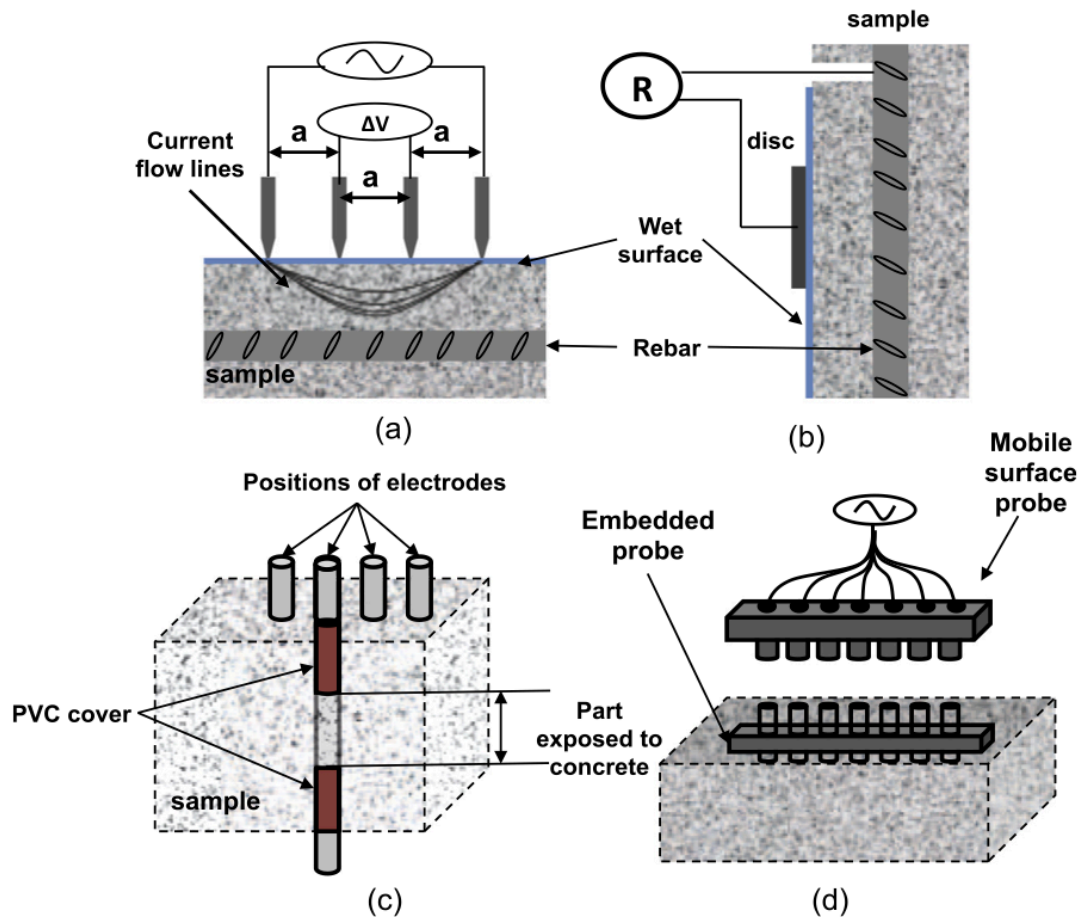 a
ΔV
a
a
Current
flow lines
sample
(a)
sample
R
disc
Wet
surface
Rebar
(b)
Positions of electrodes
PVC cover
sample
Part
exposed to
concrete
(c)
Mobile
surface
probe
Embedded
probe
(d)